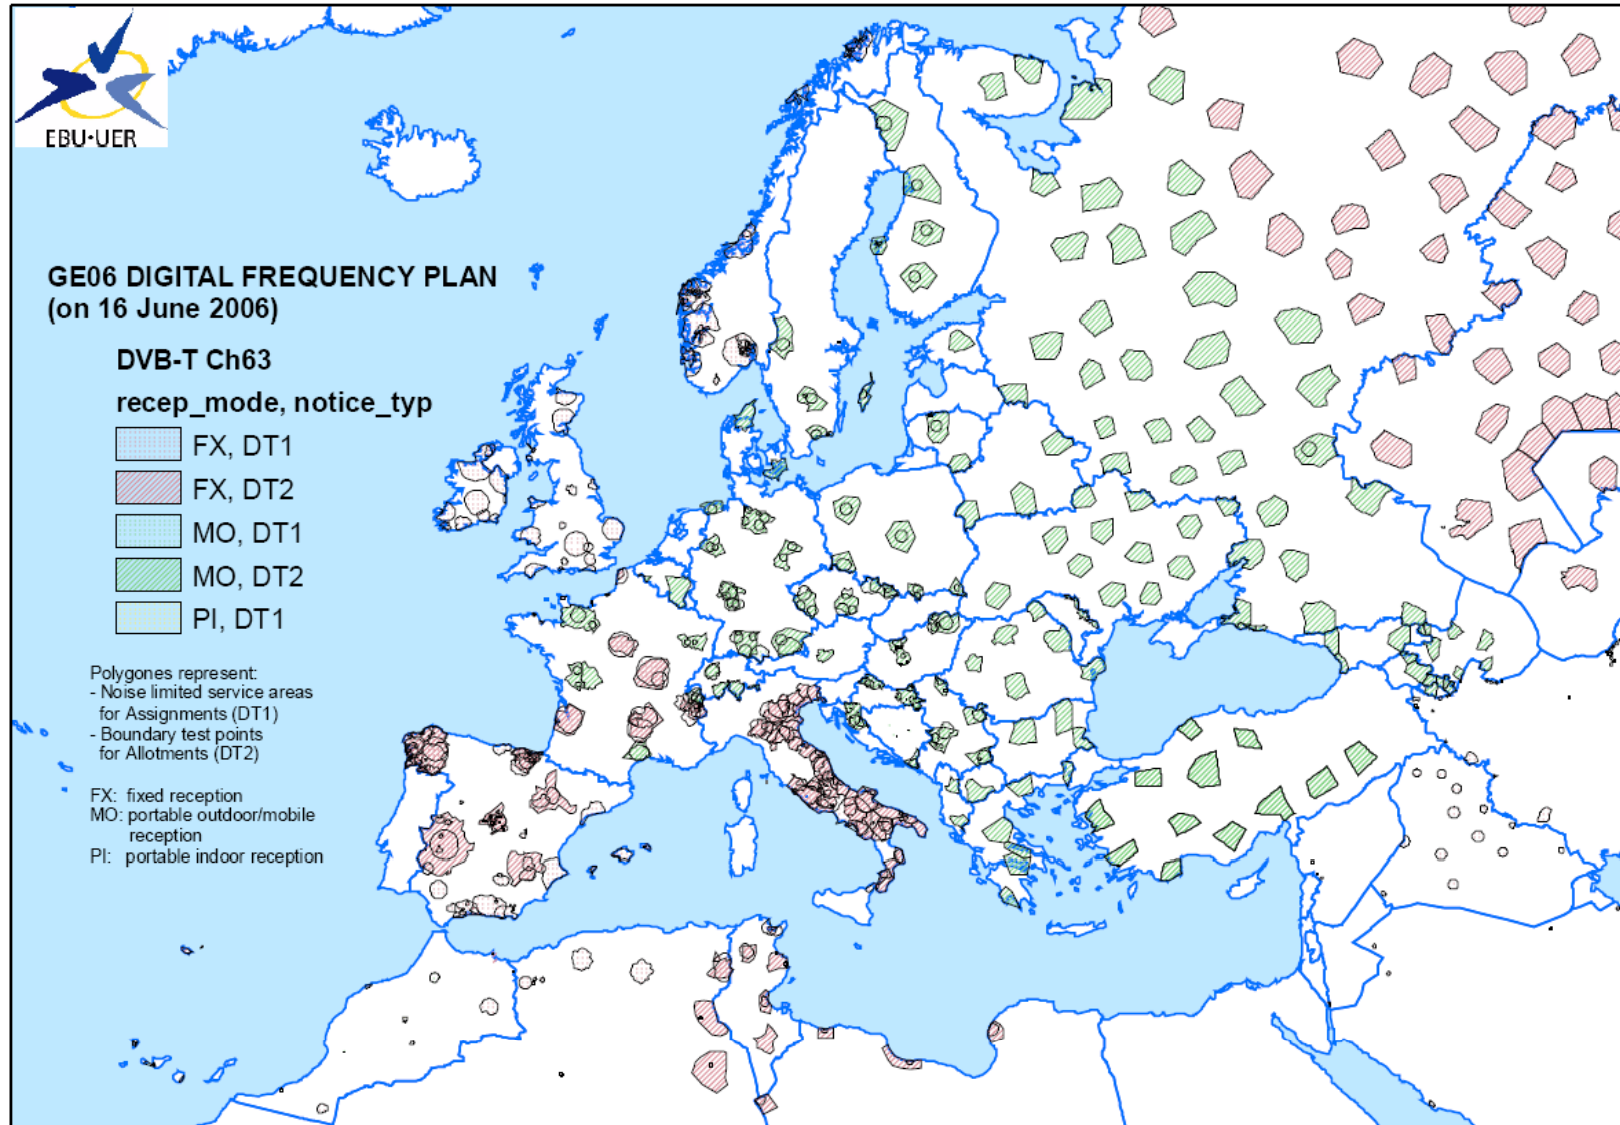 EBU·UER
GE06 DIGITAL FREQUENCY PLAN
(on 16 June 2006)
DVB-T Ch63
recep_mode, notice_typ
FX, DT1
FX, DT2
MO, DT1
MO, DT2
PI, DT1
Polygones represent:
- Noise limited service areas
for Assignments (DT1)
- Boundary test points
for Allotments (DT2)
FX: fixed reception
MO: portable outdoor/mobile
reception
PI: portable indoor reception